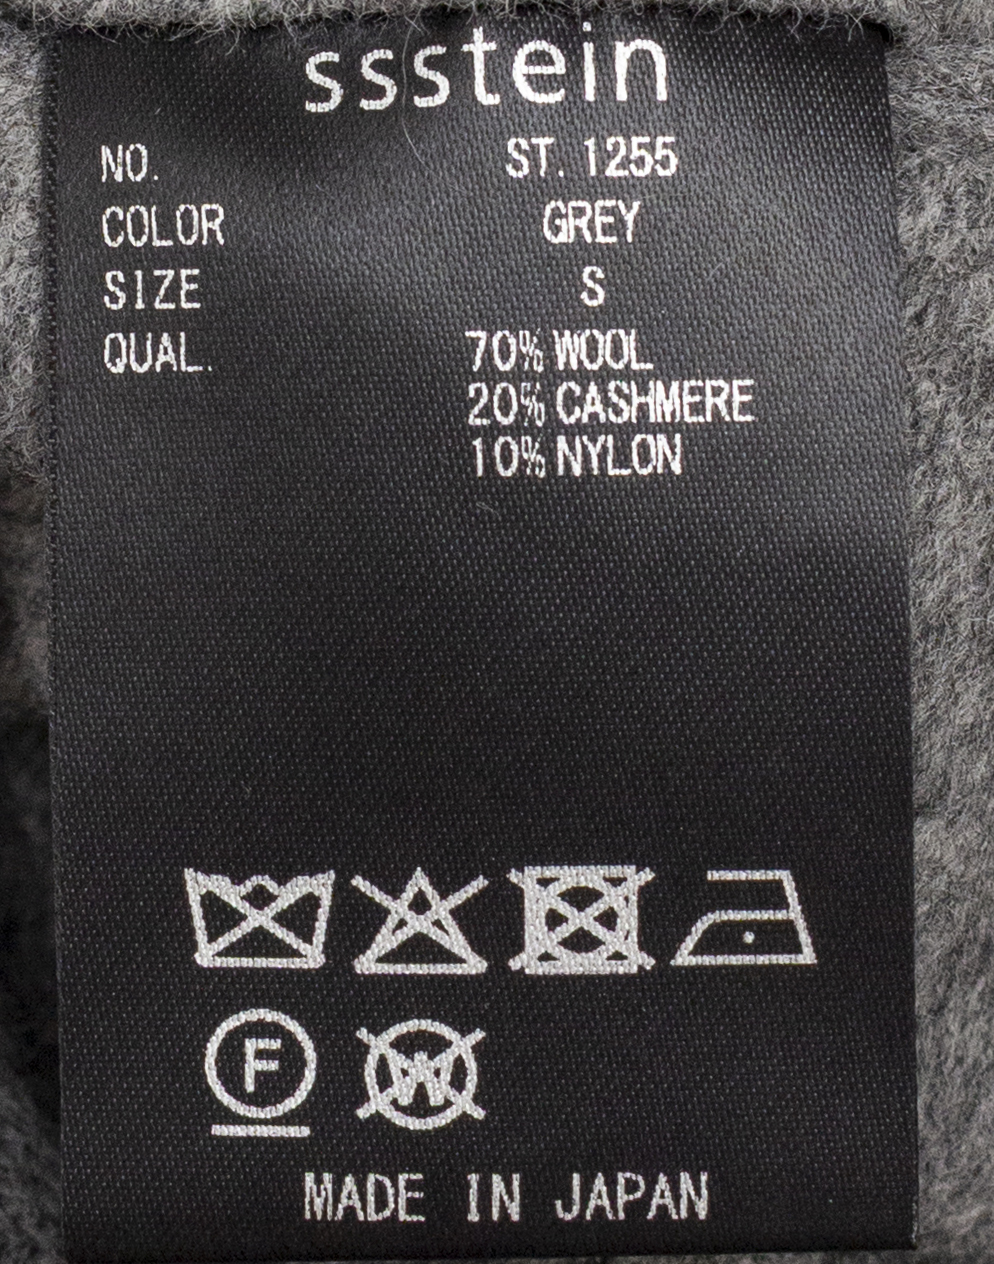 ssstein
NO. ST. 1255
COLOR GREY
SIZE S
QUAL. 70% WOOL
20% CASHMERE
10% NYLON
F W
MADE IN JAPAN